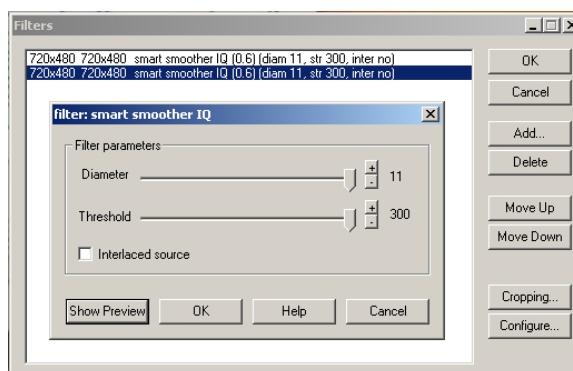 Filters
720x480 720x480 smart smoother IQ (0.6) (diam 11, str 300, inter no)
720x480 720x480 smart smoother IQ (0.6) (diam 11, str 300, inter no)
OK
Cancel
Add...
Delete
Move Up
Move Down
Cropping...
Configure...
filter: smart smoother IQ
Filter parameters
Diameter + - 11
Threshold + - 300
Interlaced source
Show Preview OK Help Cancel